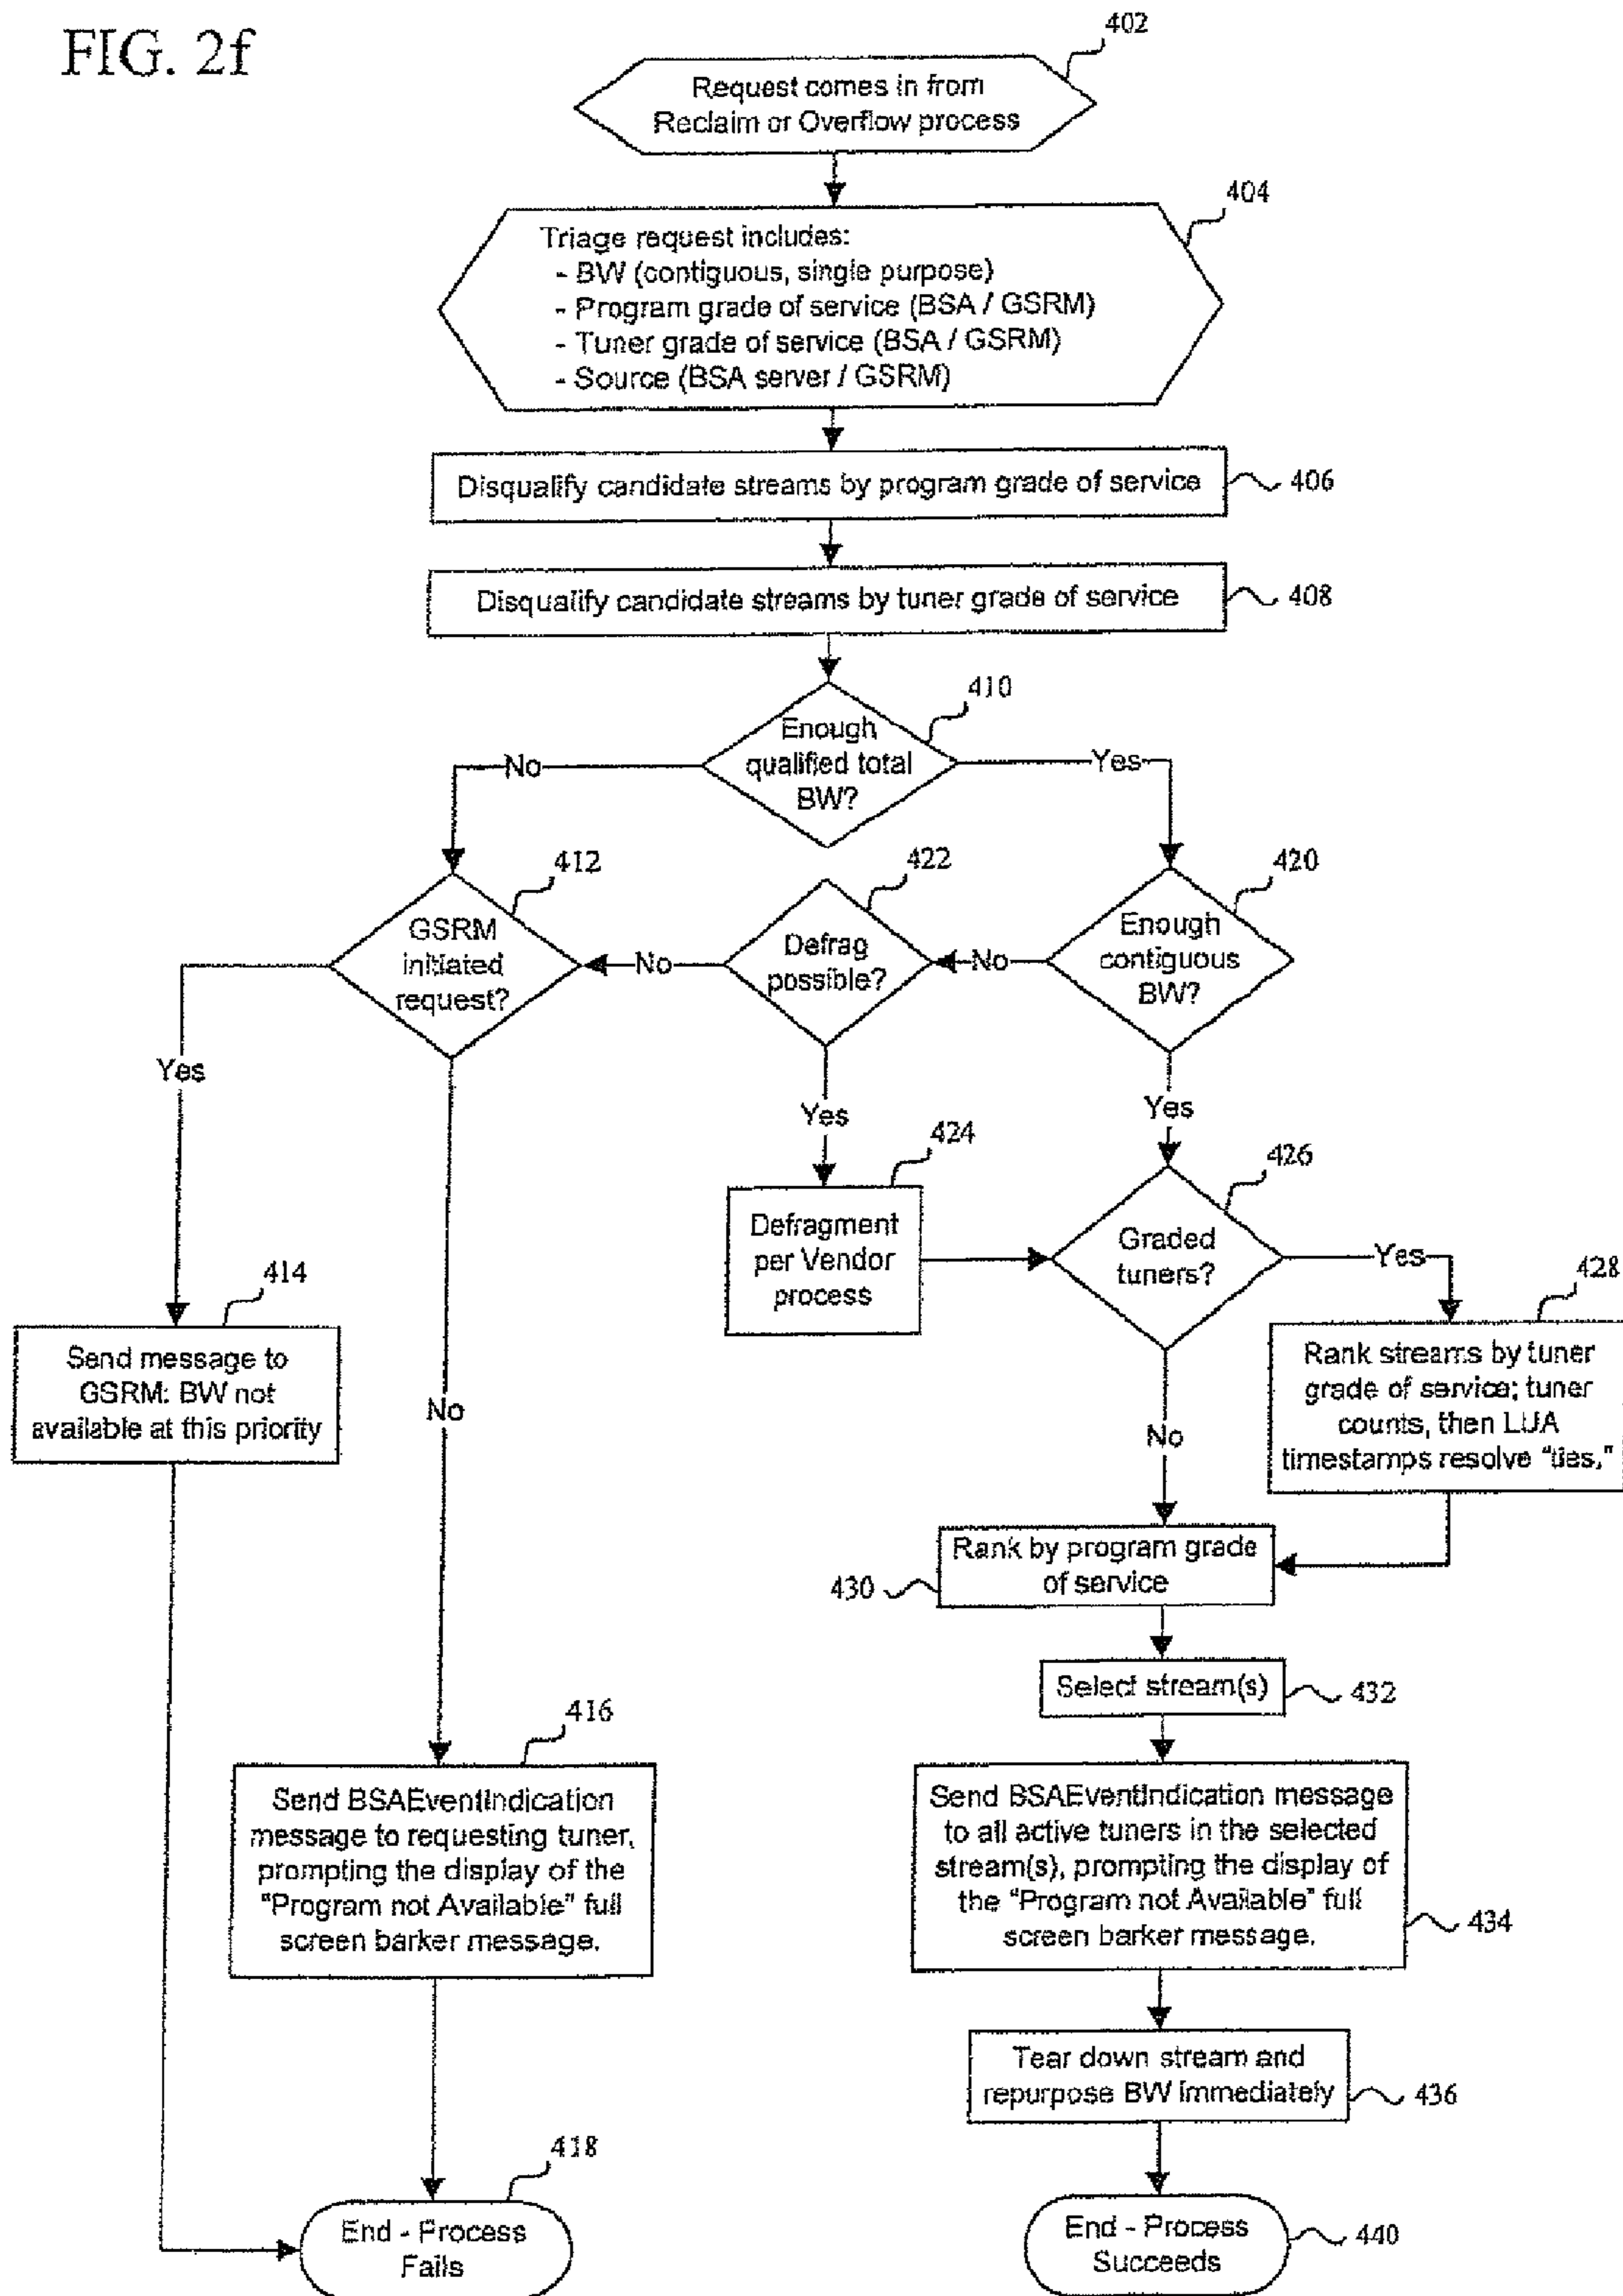 FIG. 2f
402
Request comes in from
Reclaim or Overflow process
404
Triage request includes:
- BW (contiguous, single purpose)
- Program grade of service (BSA / GSRM)
- Tuner grade of service (BSA / GSRM)
- Source (BSA server / GSRM)
Disqualify candidate streams by program grade of service
406
Disqualify candidate streams by tuner grade of service
408
410
Enough
qualified total
BW?
No
Yes
412
GSRM
initiated
request?
422
Defrag
possible?
420
Enough
contiguous
BW?
No
No
Yes
Yes
Yes
424
Defragment
per Vendor
process
426
Graded
tuners?
Yes
428
Rank streams by tuner
grade of service; tuner
counts, then LUA
timestamps resolve "ties."
414
Send message to
GSRM: BW not
available at this priority
No
No
Rank by program grade
of service
430
Select stream(s)
432
416
Send BSAEventIndication
message to requesting tuner,
prompting the display of the
"Program not Available" full
screen barker message.
Send BSAEventIndication message
to all active tuners in the selected
stream(s), prompting the display of
the "Program not Available" full
screen barker message.
434
Tear down stream and
repurpose BW immediately
436
418
End - Process
Fails
End - Process
Succeeds
440